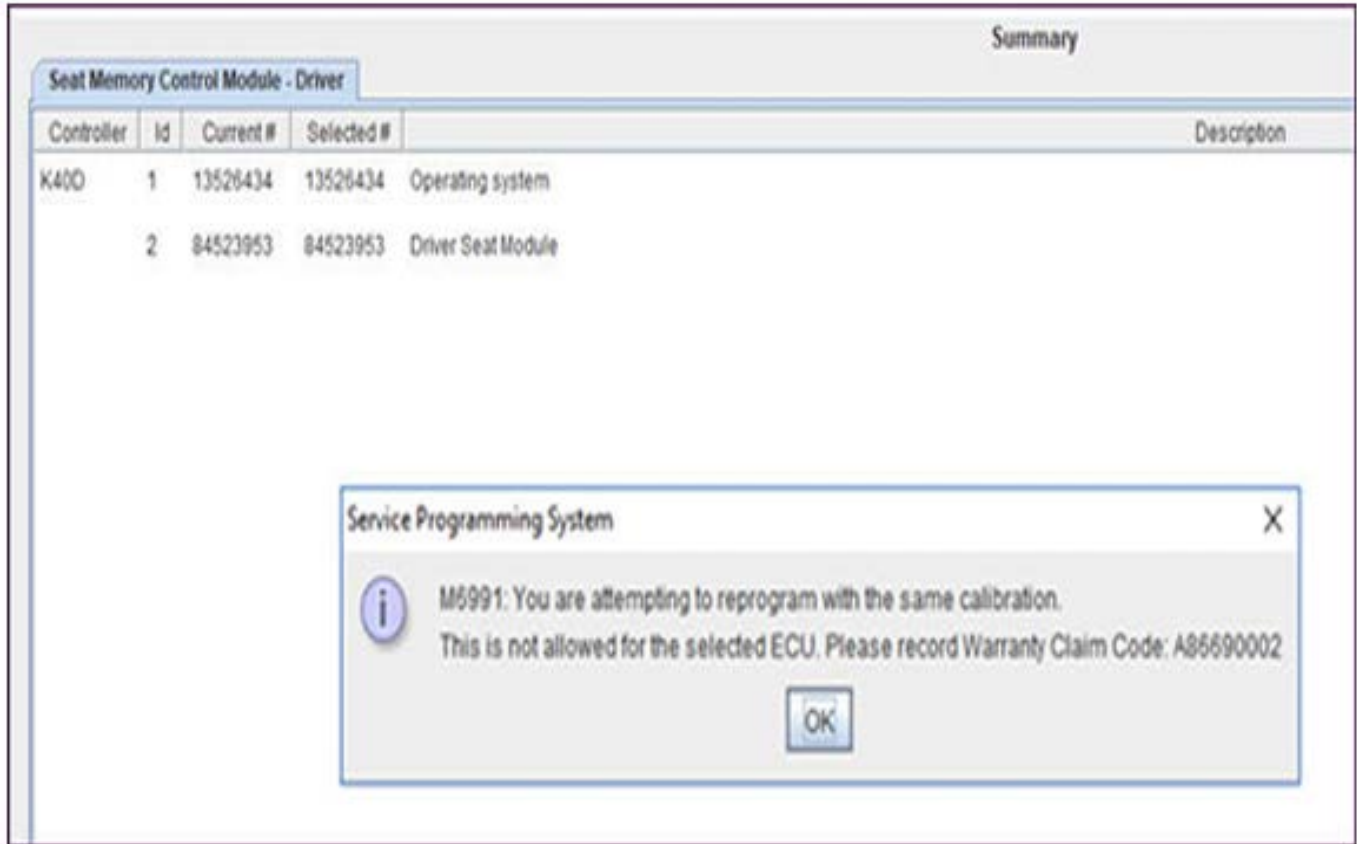 Summary
Seat Memory Control Module - Driver
Controller Id Current # Selected # Description
K40D 1 13526434 13526434 Operating system
2 84523953 84523953 Driver Seat Module
Service Programming System X
i
M6991: You are attempting to reprogram with the same calibration.
This is not allowed for the selected ECU. Please record Warranty Claim Code: A86690002
OK